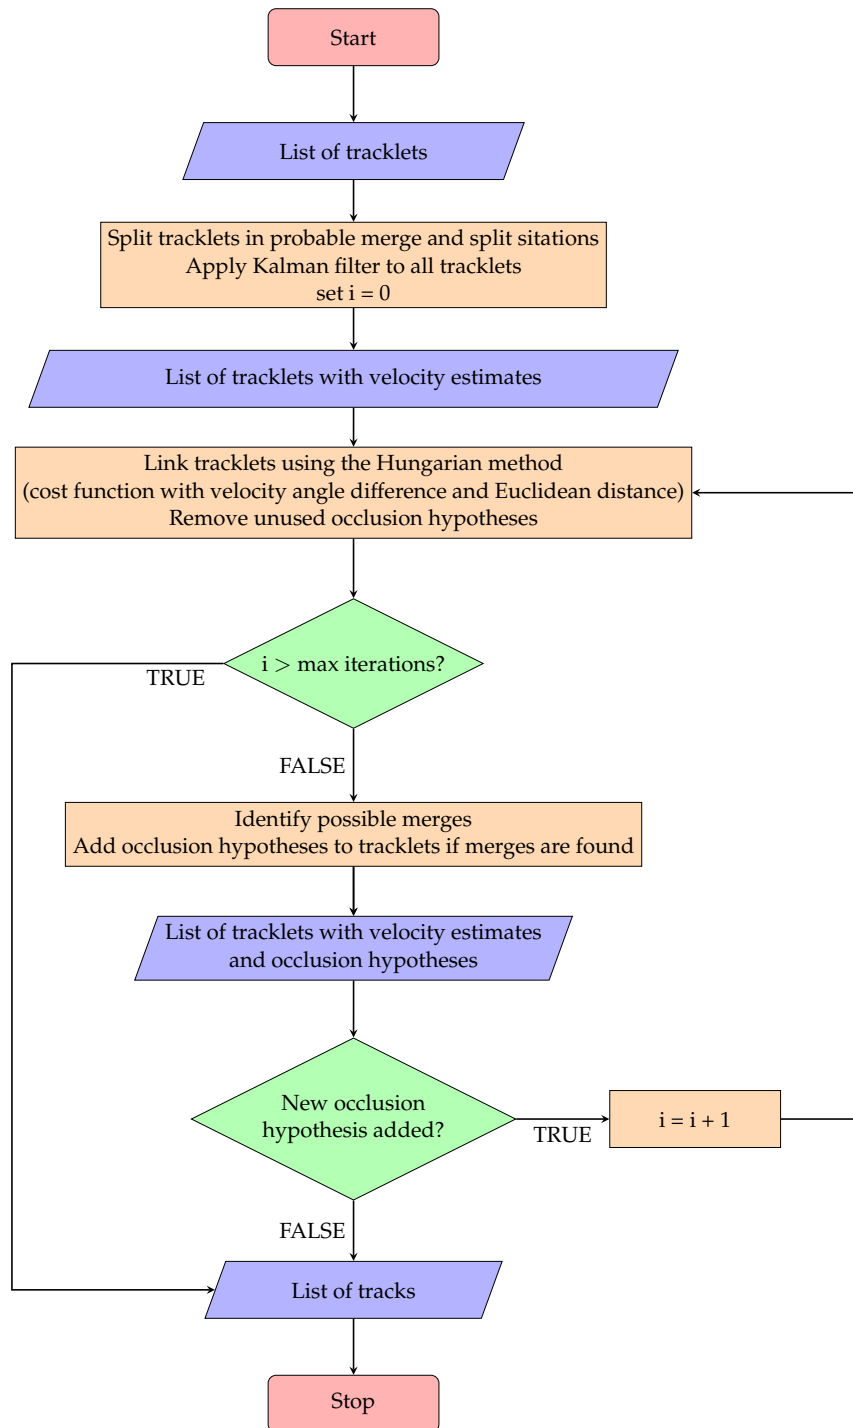 Start
List of tracklets
Split tracklets in probable merge and split sitations
Apply Kalman filter to all tracklets
set i = 0
List of tracklets with velocity estimates
Link tracklets using the Hungarian method
(cost function with velocity angle difference and Euclidean distance)
Remove unused occlusion hypotheses
i > max iterations?
TRUE
FALSE
Identify possible merges
Add occlusion hypotheses to tracklets if merges are found
List of tracklets with velocity estimates
and occlusion hypotheses
New occlusion
hypothesis added?
TRUE
i = i + 1
FALSE
List of tracks
Stop